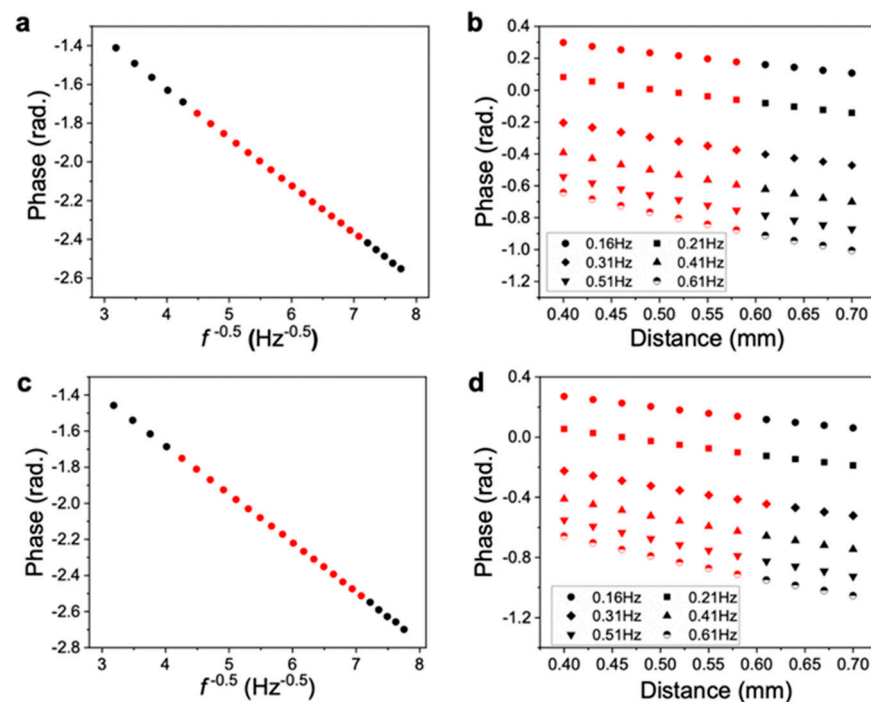 a
-1.4
-1.6
-1.8
-2.0
-2.2
-2.4
-2.6
Phase (rad.)
3 4 5 6 7 8
f -0.5 (Hz-0.5)
b
0.4
0.2
0.0
-0.2
-0.4
-0.6
-0.8
-1.0
-1.2
Phase (rad.)
0.16Hz 0.21Hz
0.31Hz 0.41Hz
0.51Hz 0.61Hz
0.40 0.45 0.50 0.55 0.60 0.65 0.70
Distance (mm)
c
-1.4
-1.6
-1.8
-2.0
-2.2
-2.4
-2.6
-2.8
Phase (rad.)
3 4 5 6 7 8
f -0.5 (Hz-0.5)
d
0.4
0.0
-0.4
-0.8
-1.2
Phase (rad.)
0.16Hz 0.21Hz
0.31Hz 0.41Hz
0.51Hz 0.61Hz
0.40 0.45 0.50 0.55 0.60 0.65 0.70
Distance (mm)